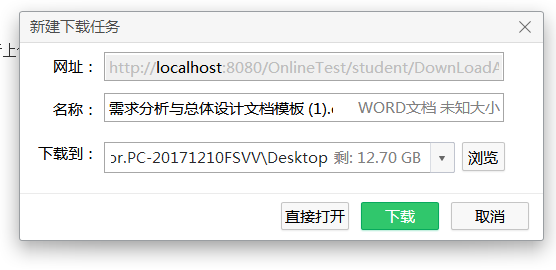 新建下载任务
网址： http://localhost:8080/OnlineTest/student/DownLoadA
名称： 需求分析与总体设计文档模板 (1).c WORD文档 未知大小
下载到： or.PC-20171210FSVV\Desktop 剩: 12.70 GB 浏览
直接打开 下载 取消